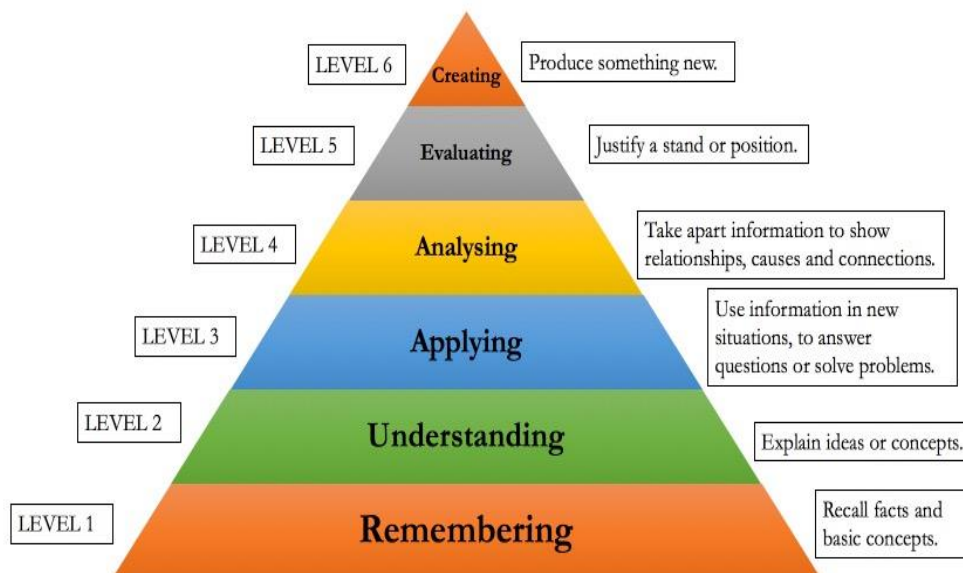 LEVEL 6
Creating
Produce something new.
LEVEL 5
Evaluating
Justify a stand or position.
LEVEL 4
Analysing
Take apart information to show
relationships, causes and connections.
LEVEL 3
Applying
Use information in new
situations, to answer
questions or solve problems.
LEVEL 2
Understanding
Explain ideas or concepts.
LEVEL 1
Remembering
Recall facts and
basic concepts.